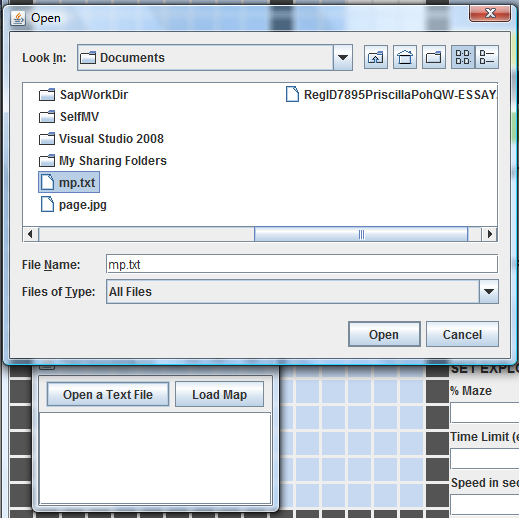 Open
Look In: Documents
SapWorkDir
SelfMV
Visual Studio 2008
My Sharing Folders
mp.txt
page.jpg
RegID7895PriscillaPohQW-ESSAY
File Name: mp.txt
Files of Type: All Files
Open Cancel
Open a Text File Load Map
SET EXPLO
% Maze
Time Limit (e
Speed in sec